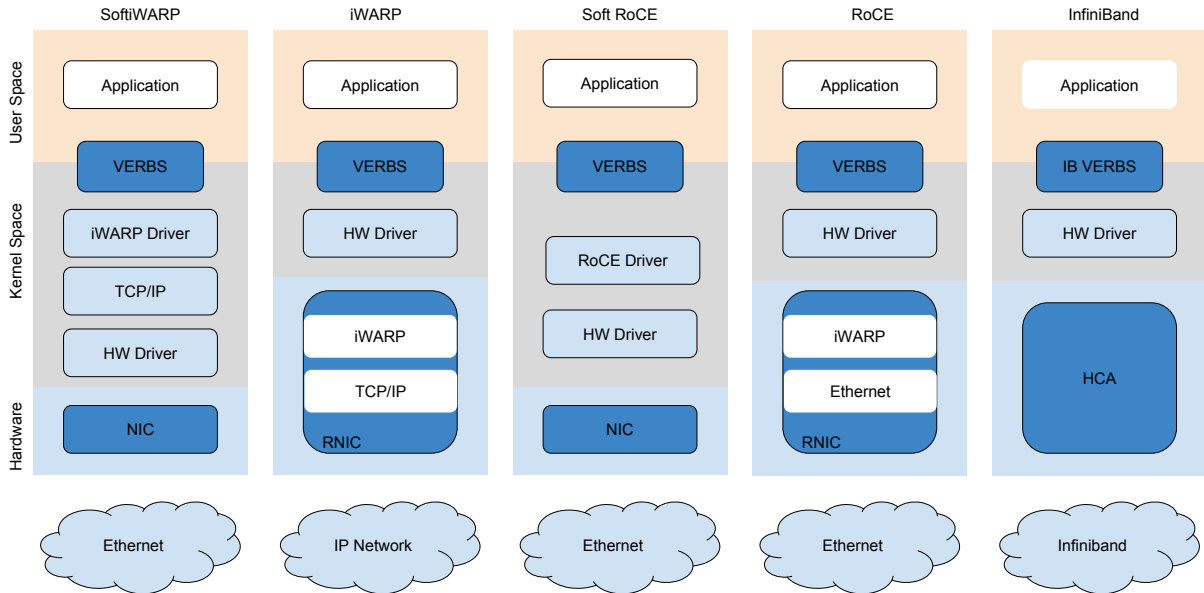 SoftiWARP
iWARP
Soft RoCE
RoCE
InfiniBand
User Space
Application
Application
Application
Application
Application
VERBS
VERBS
VERBS
VERBS
IB VERBS
Kernel Space
iWARP Driver
HW Driver
RoCE Driver
HW Driver
HW Driver
TCP/IP
HW Driver
HW Driver
iWARP
TCP/IP
RNIC
iWARP
Ethernet
RNIC
HCA
Hardware
NIC
NIC
Ethernet
IP Network
Ethernet
Ethernet
Infiniband